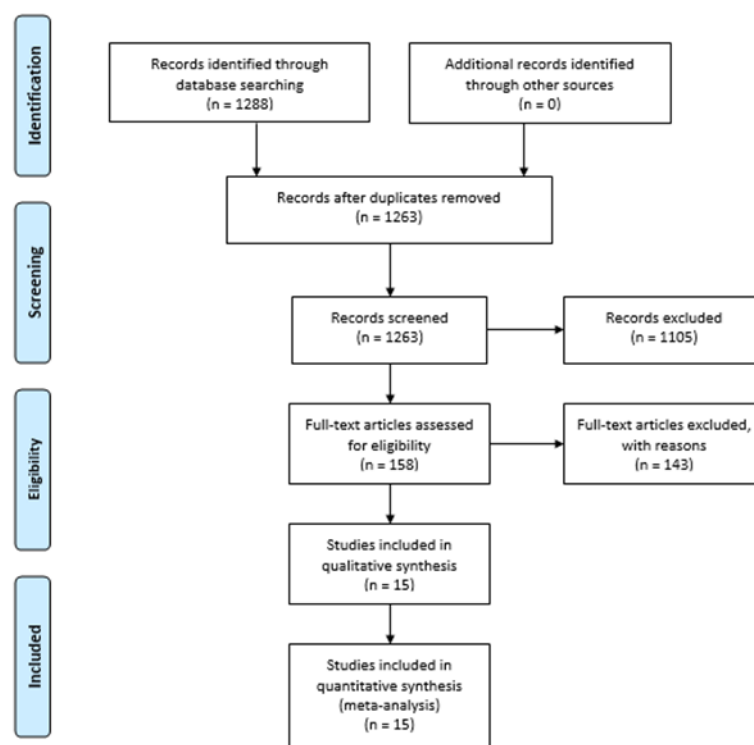 Identification
Records identified through
database searching
(n = 1288)
Additional records identified
through other sources
(n = 0)
Records after duplicates removed
(n = 1263)
Screening
Records screened
(n = 1263)
Records excluded
(n = 1105)
Eligibility
Full-text articles assessed
for eligibility
(n = 158)
Full-text articles excluded,
with reasons
(n = 143)
Studies included in
qualitative synthesis
(n = 15)
Included
Studies included in
quantitative synthesis
(meta-analysis)
(n = 15)